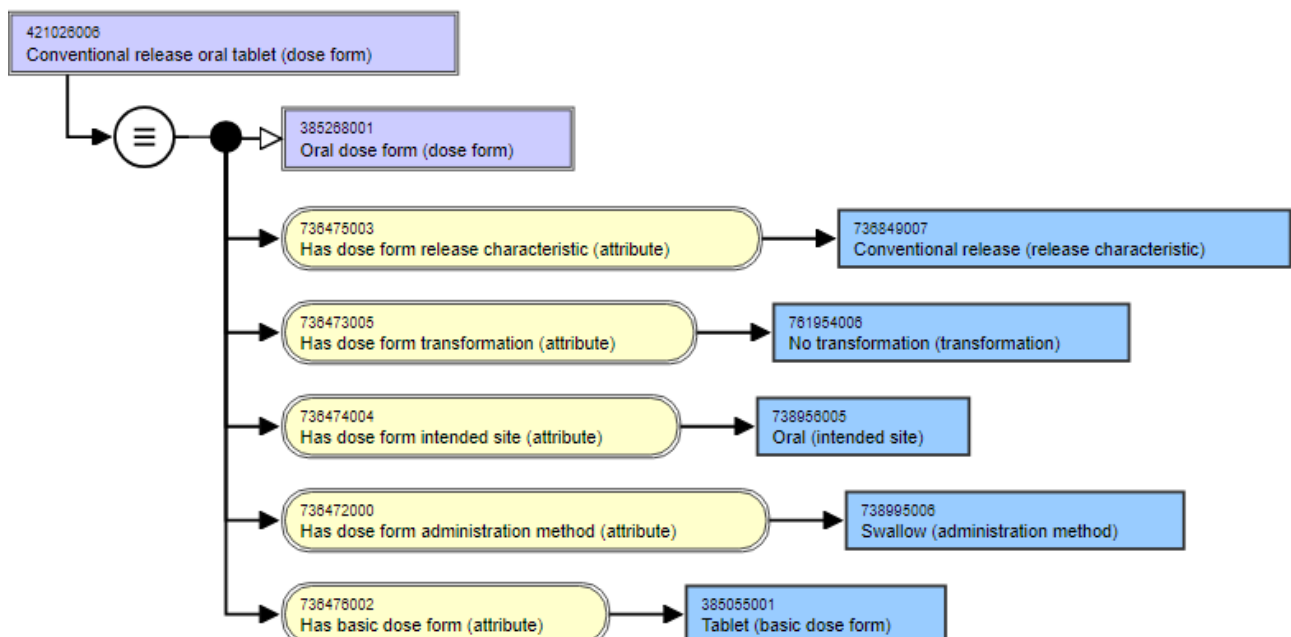 421026006
Conventional release oral tablet (dose form)
385268001
Oral dose form (dose form)
736475003
Has dose form release characteristic (attribute)
736849007
Conventional release (release characteristic)
736473005
Has dose form transformation (attribute)
761954006
No transformation (transformation)
736474004
Has dose form intended site (attribute)
738956005
Oral (intended site)
736472000
Has dose form administration method (attribute)
738995006
Swallow (administration method)
736476002
Has basic dose form (attribute)
385055001
Tablet (basic dose form)